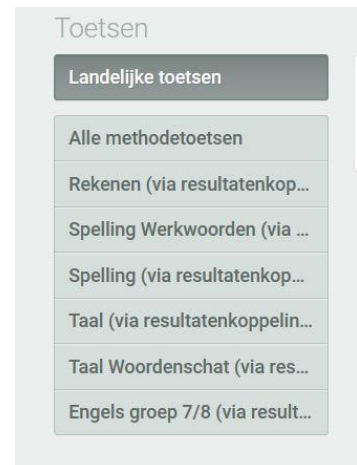 Toetsen
Landelijke toetsen
Alle methodetoetsen
Rekenen (via resultatenkop...
Spelling Werkwoorden (via ...
Spelling (via resultatenkop...
Taal (via resultatenkoppelin...
Taal Woordenschat (via res...
Engels groep 7/8 (via result...